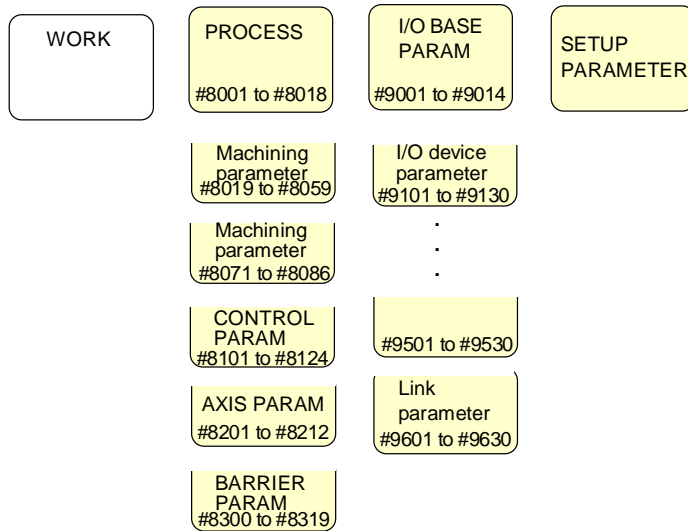 WORK
PROCESS
#8001 to #8018
I/O BASE
PARAM
#9001 to #9014
SETUP
PARAMETER
Machining
parameter
#8019 to #8059
I/O device
parameter
#9101 to #9130
Machining
parameter
#8071 to #8086
.
.
.
CONTROL
PARAM
#8101 to #8124
#9501 to #9530
AXIS PARAM
#8201 to #8212
Link
parameter
#9601 to #9630
BARRIER
PARAM
#8300 to #8319